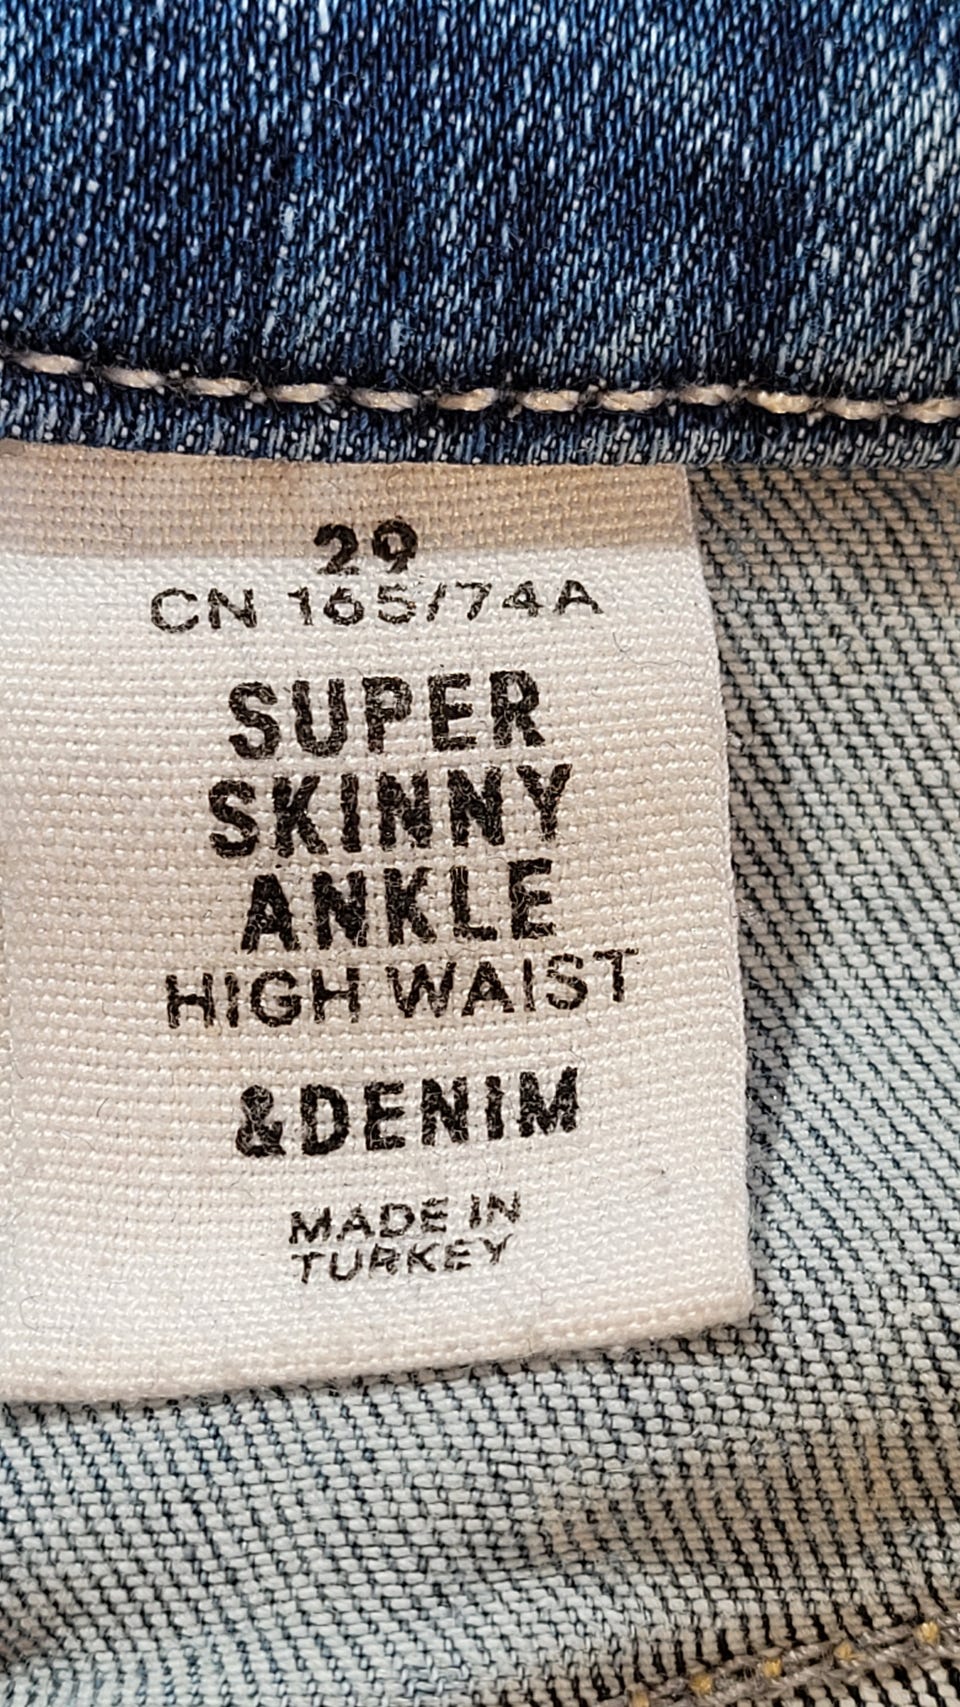 29
CN 165/74A
SUPER
SKINNY
ANKLE
HIGH WAIST
&DENIM
MADE IN
TURKEY